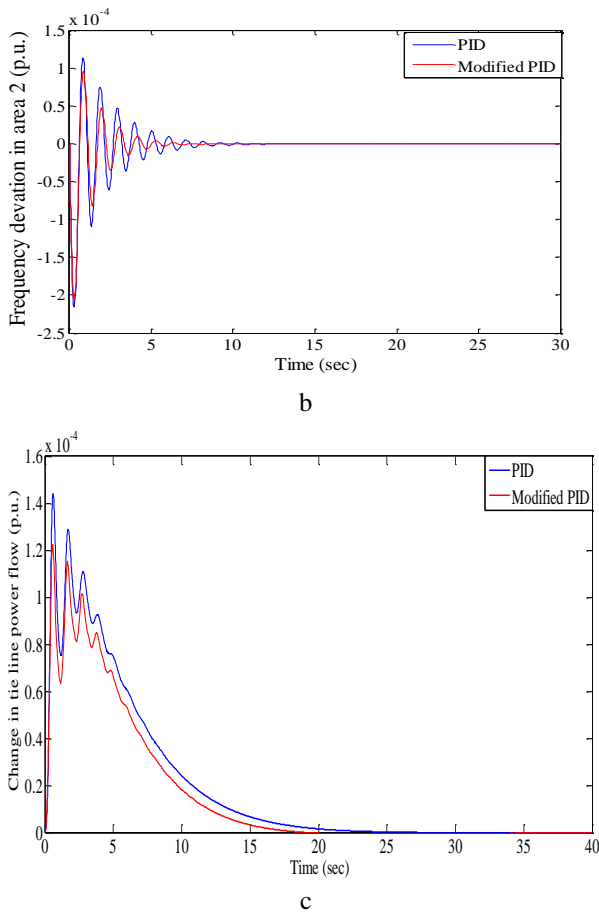 x 10
-4
1.5
PID
Modified PID
1
0.5
0
-0.5
-1
-1.5
-2
-2.5
Frequency devation in area 2 (p.u.)
0 5 10 15 20 25 30
Time (sec)
b
x 10
-4
1.6
PID
Modified PID
1.4
1.2
1
0.8
0.6
0.4
0.2
0
Change in tie line power flow (p.u.)
0 5 10 15 20 25 30 35 40
Time (sec)
c